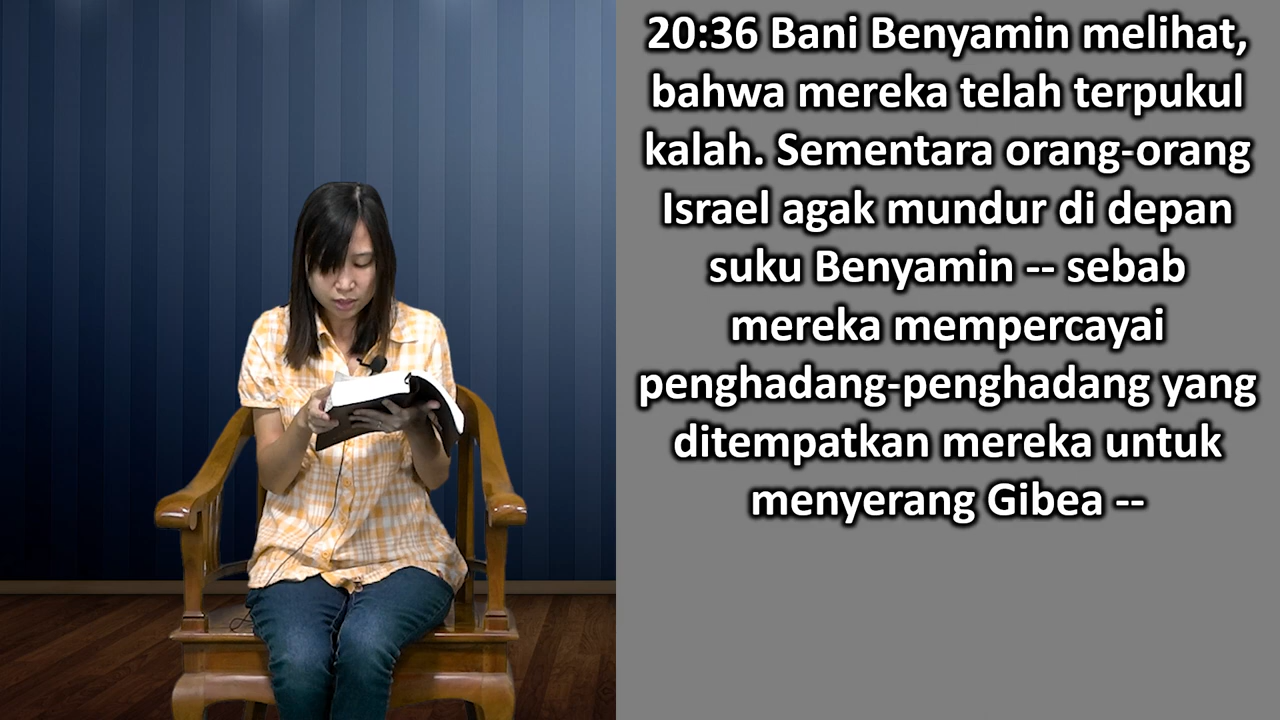 20:36 Bani Benyamin melihat,
bahwa mereka telah terpukul
kalah. Sementara orang-orang
Israel agak mundur di depan
suku Benyamin -- sebab
mereka mempercayai
penghadang-penghadang yang
ditempatkan mereka untuk
menyerang Gibea --